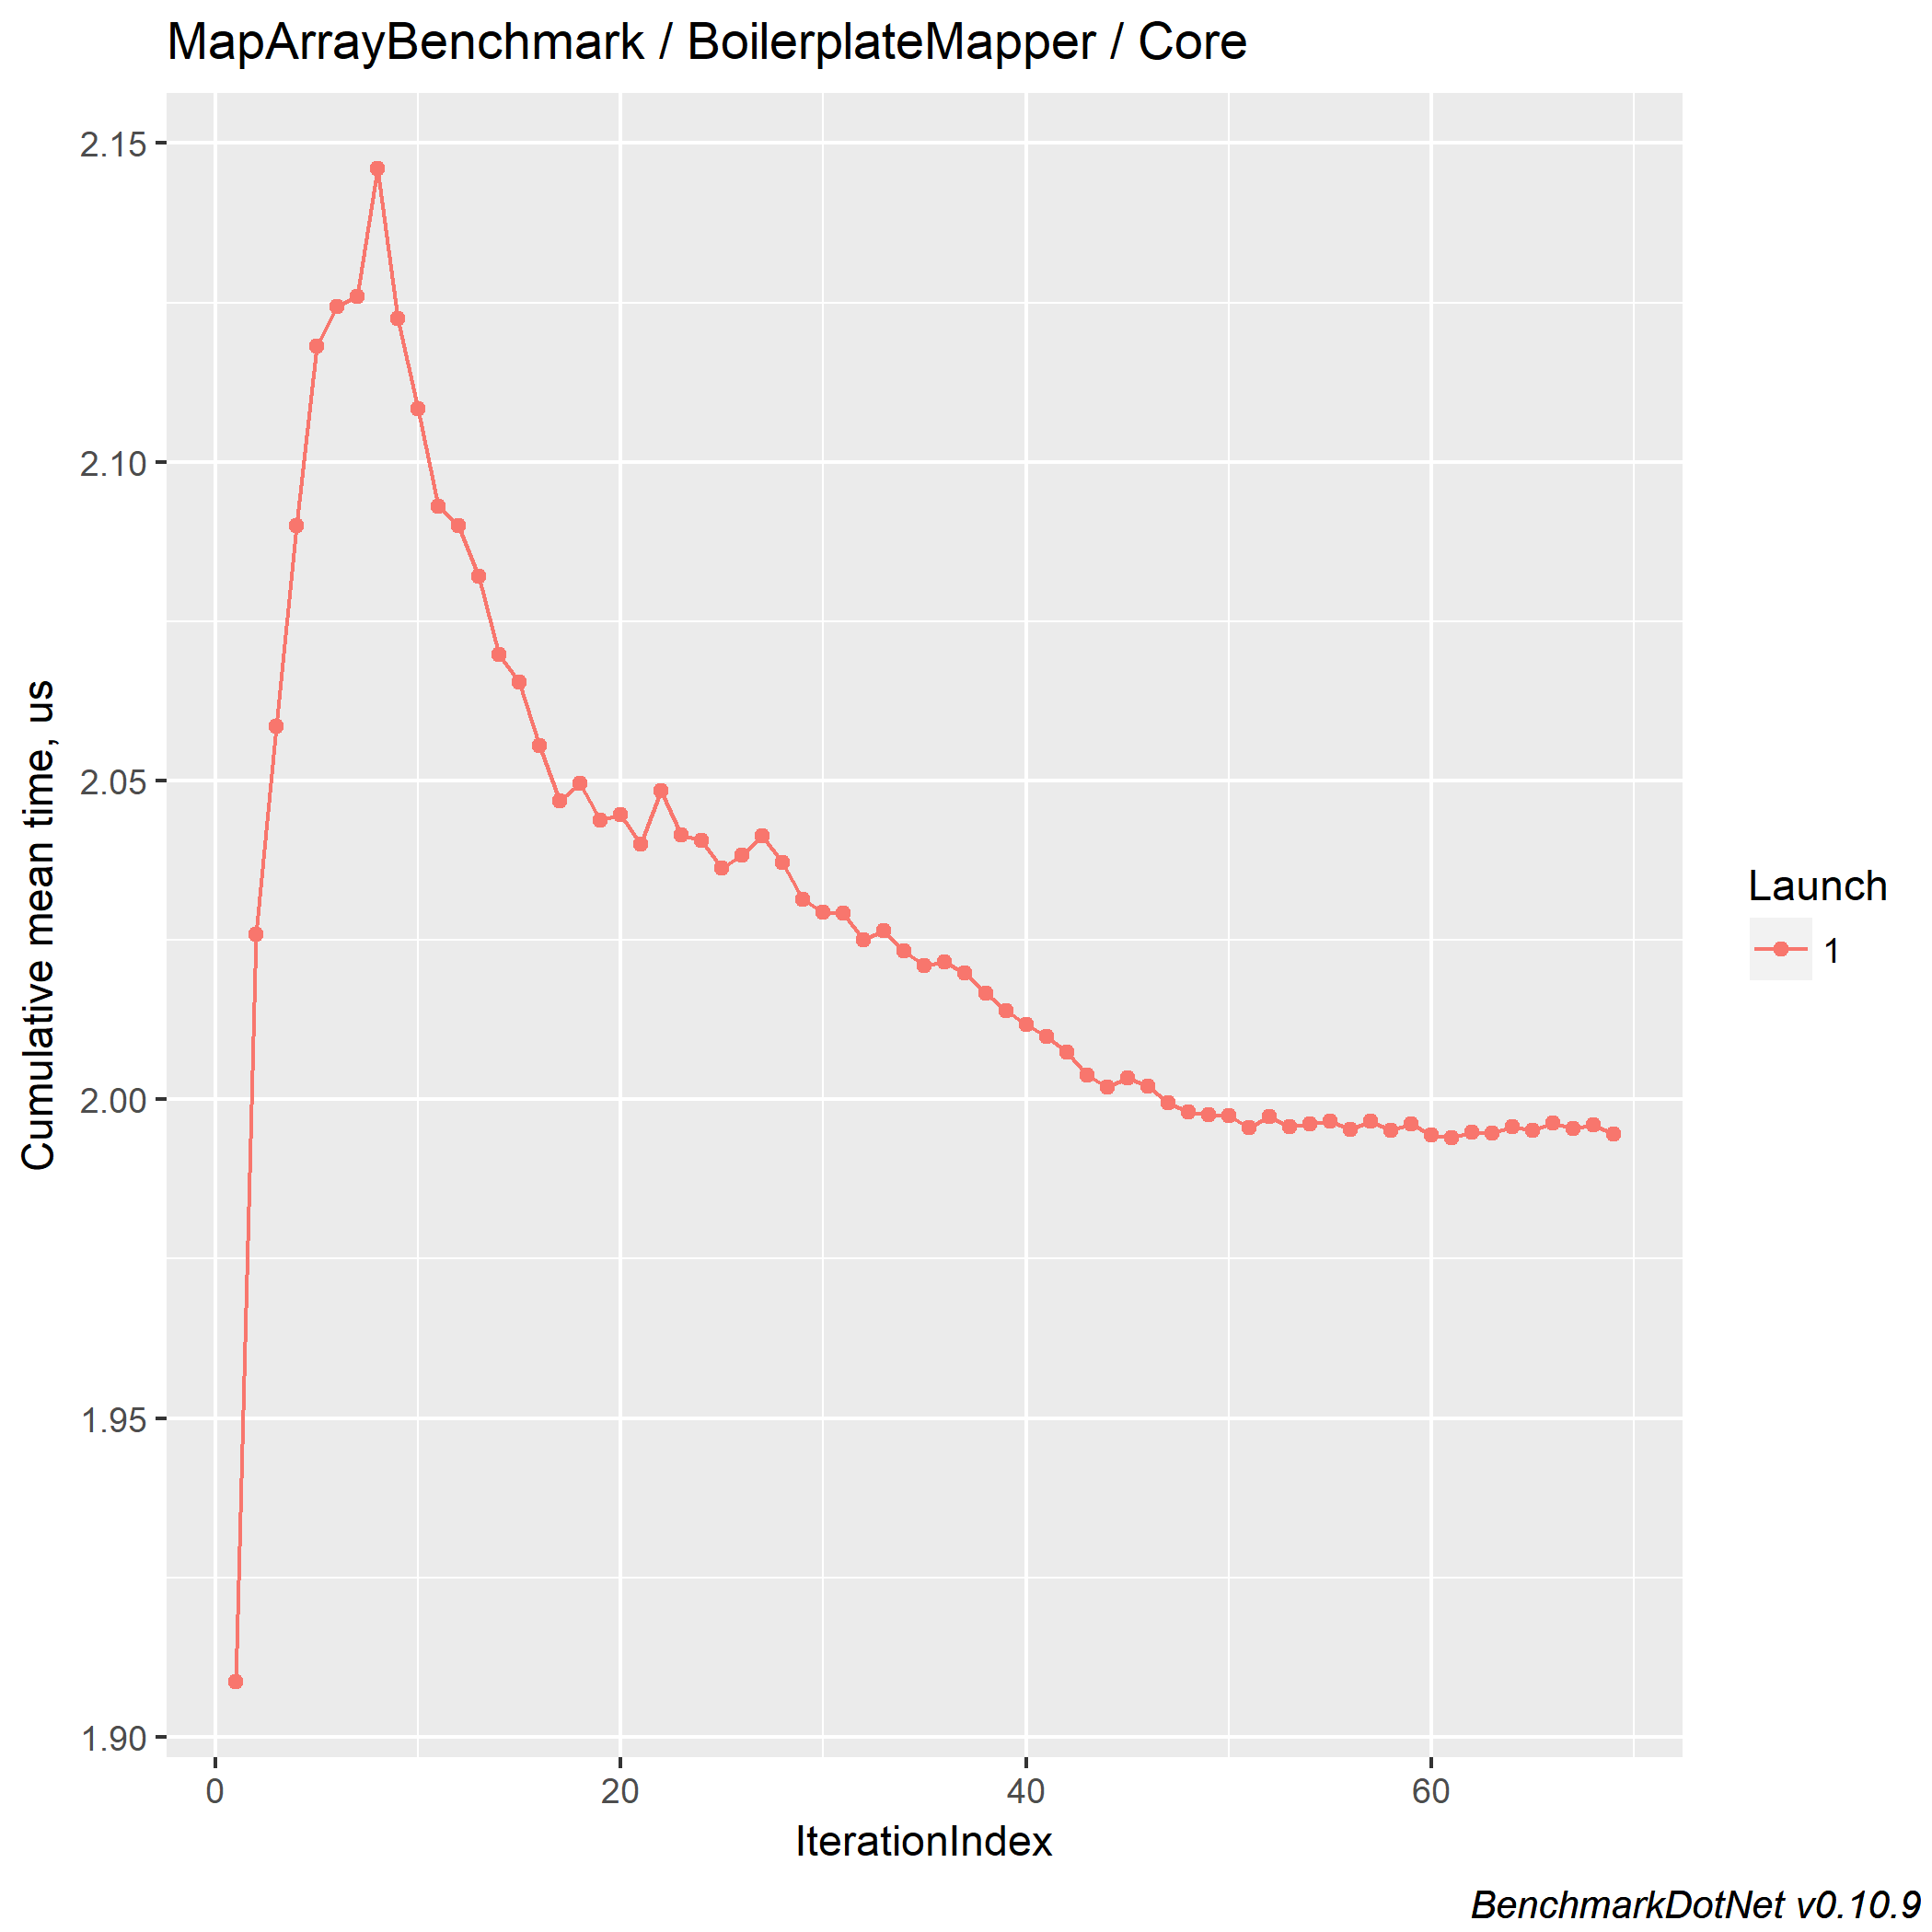 MapArrayBenchmark / BoilerplateMapper / Core
2.15
2.10
2.05
2.00
1.95
1.90
Cumulative mean time, us
0 20 40 60
IterationIndex
Launch
1
BenchmarkDotNet v0.10.9